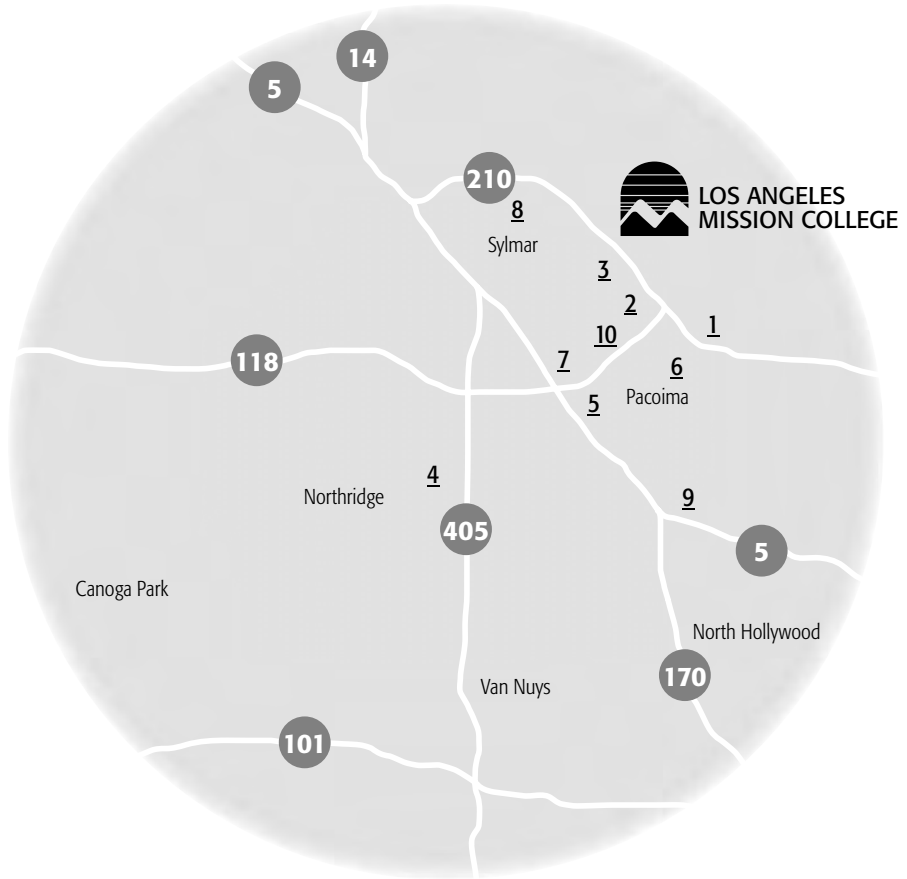 14
5
210
LOS ANGELES
MISSION COLLEGE
8
Sylmar
3
2
1
10
118
7
6
5
Pacoima
4
Northridge
9
405
5
Canoga Park
North Hollywood
170
Van Nuys
101